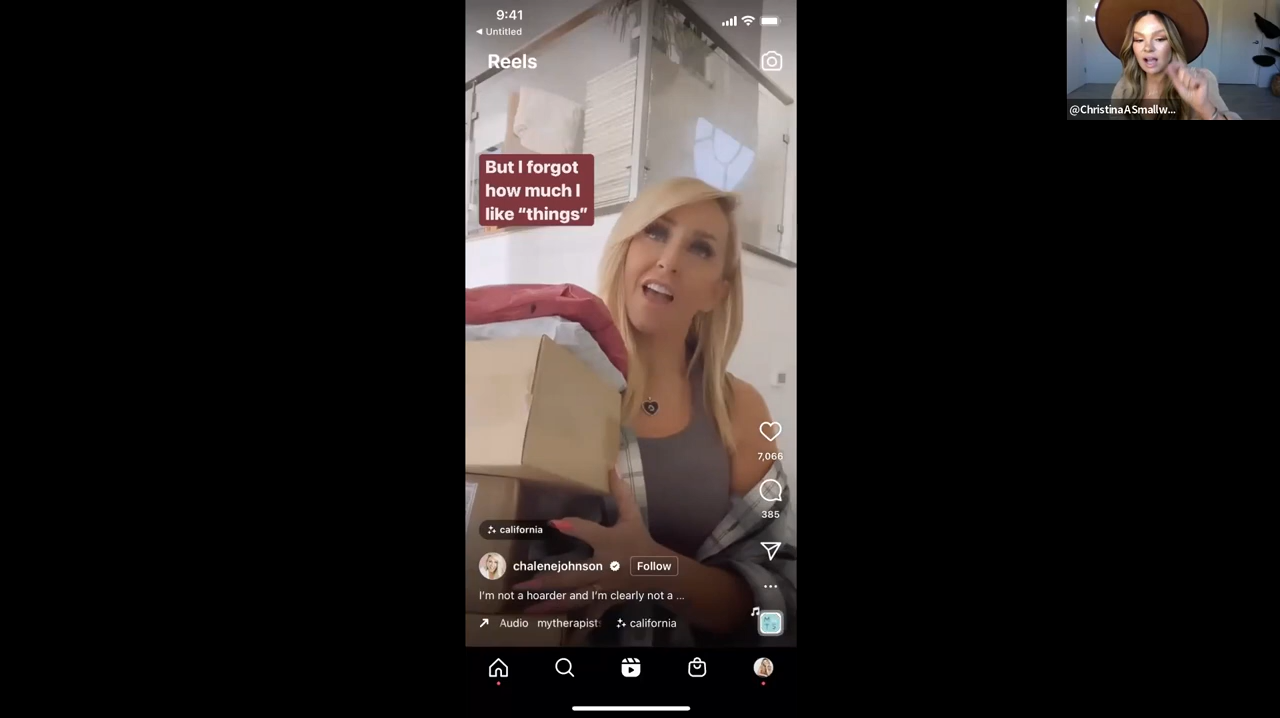 9:41
◀ Untitled
Reels
@ChristinaASmallw...
But I forgot
how much I
like “things”
7,066
385
california
chalenejohnson
Follow
I'm not a hoarder and I'm clearly not a ...
Audio mytherapist california